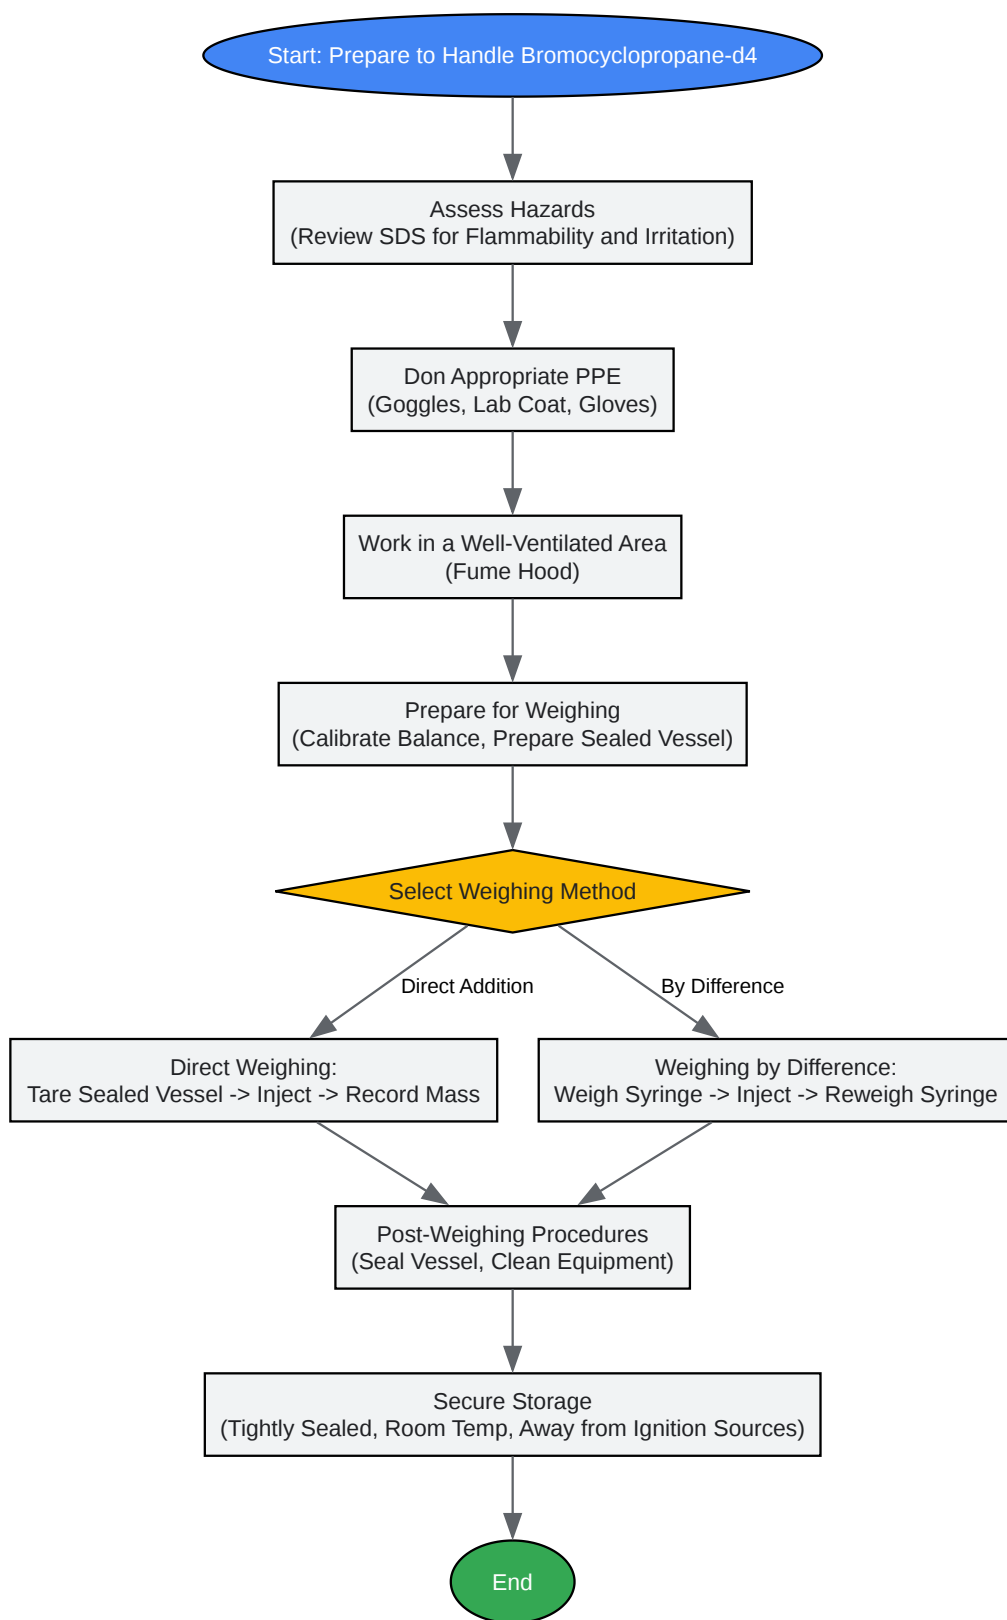 Start: Prepare to Handle Bromocyclopropane-d4
Assess Hazards
(Review SDS for Flammability and Irritation)
Don Appropriate PPE
(Goggles, Lab Coat, Gloves)
Work in a Well-Ventilated Area
(Fume Hood)
Prepare for Weighing
(Calibrate Balance, Prepare Sealed Vessel)
Select Weighing Method
Direct Addition
By Difference
Direct Weighing:
Tare Sealed Vessel -> Inject -> Record Mass
Weighing by Difference:
Weigh Syringe -> Inject -> Reweigh Syringe
Post-Weighing Procedures
(Seal Vessel, Clean Equipment)
Secure Storage
(Tightly Sealed, Room Temp, Away from Ignition Sources)
End